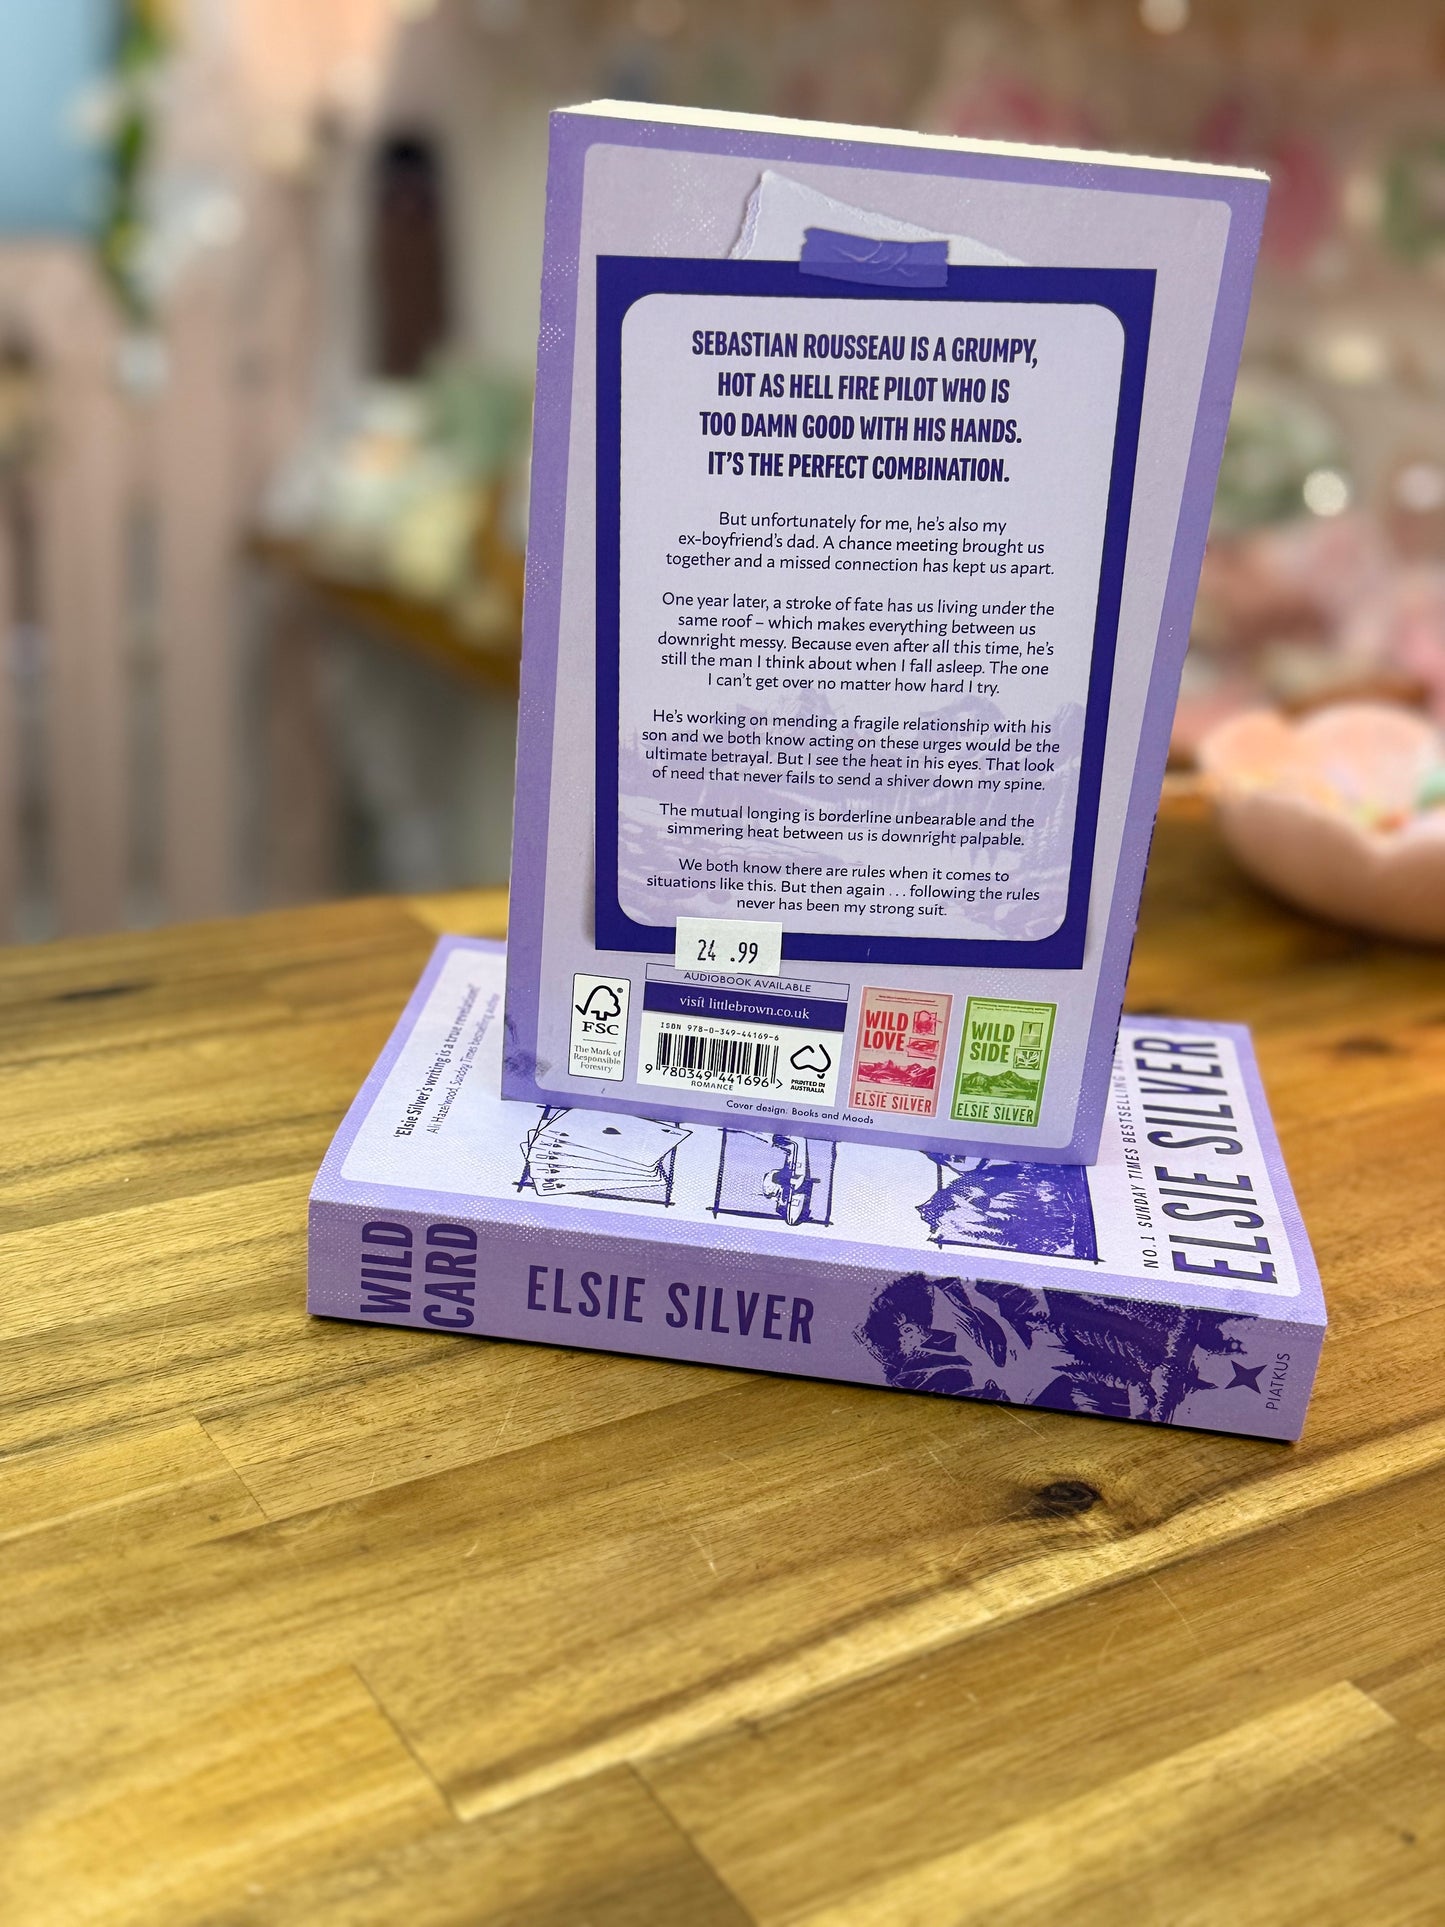 SEBASTIAN ROUSSEAU IS A GRUMPY,
HOT AS HELL FIRE PILOT WHO IS
TOO DAMN GOOD WITH HIS HANDS.
IT'S THE PERFECT COMBINATION.
But unfortunately for me, he's also my
ex-boyfriend's dad. A chance meeting brought us
together and a missed connection has kept us apart.
One year later, a stroke of fate has us living under the
same roof – which makes everything between us
downright messy. Because even after all this time, he's
still the man I think about when I fall asleep. The one
I can't get over no matter how hard I try.
He's working on mending a fragile relationship with his
son and we both know acting on these urges would be the
ultimate betrayal. But I see the heat in his eyes. That look
of need that never fails to send a shiver down my spine.
The mutual longing is borderline unbearable and the
simmering heat between us is downright palpable.
We both know there are rules when it comes to
situations like this. But then again . . . following the rules
never has been my strong suit.
24 .99
AUDIOBOOK AVAILABLE
visit littlebrown.co.uk
ISBN 978-0-349-44169-6
9 780349 441696 >
ROMANCE
FSC
The Mark of
Responsible
Forestry
PRINTED IN
AUSTRALIA
WILD
LOVE
ELSIE SILVER
WILD
SIDE
ELSIE SILVER
Cover design: Books and Moods
'Elsie Silver's writing is a true revelation!'
Ali Hazelwood, Sunday Times bestselling author
NO.1 SUNDAY TIMES BESTSELLING
ELSIE SILVER
WILD
CARD
ELSIE SILVER
PIATKUS